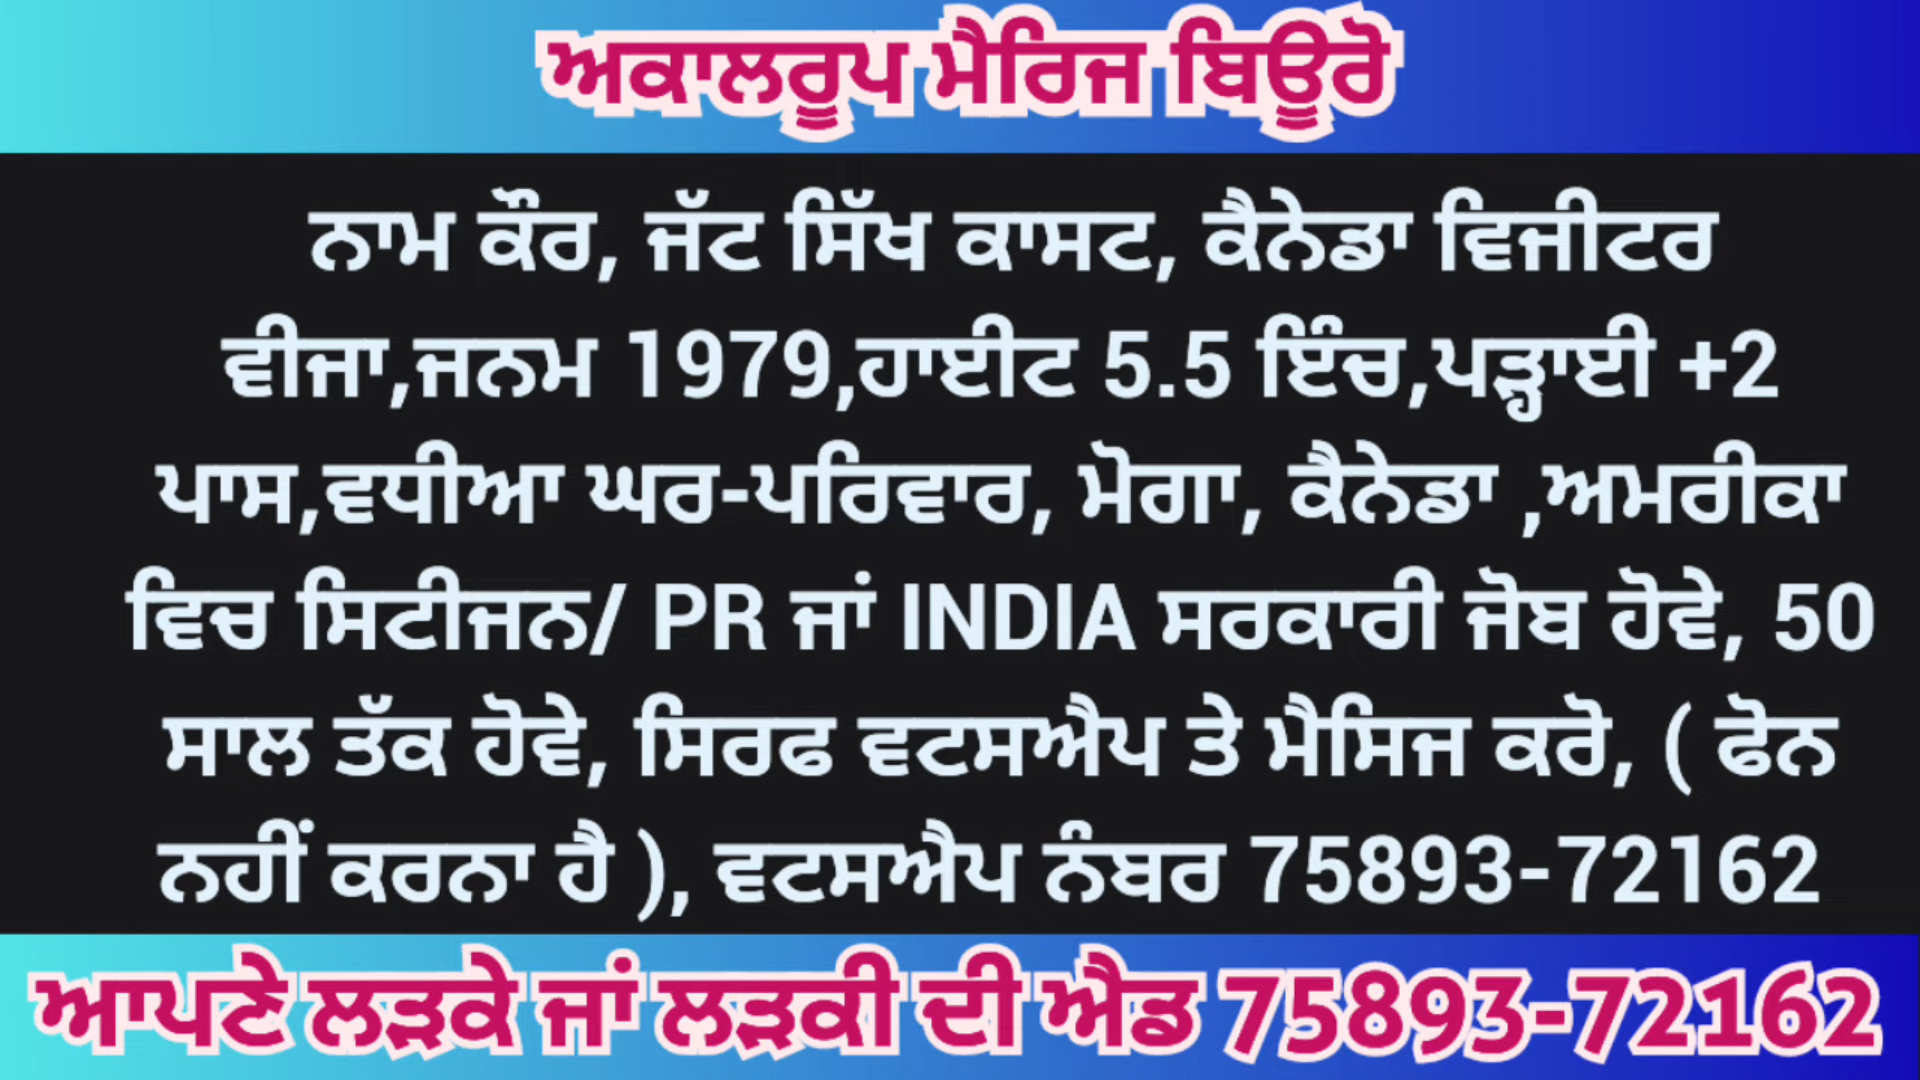 ਅਕਾਲਰੂਪ ਮੈਰਿਜ ਬਿਊਰੋ
ਨਾਮ ਕੌਰ, ਜੱਟ ਸਿੱਖ ਕਾਸਟ, ਕੈਨੇਡਾ ਵਿਜੀਟਰ
ਵੀਜਾ,ਜਨਮ 1979,ਹਾਈਟ 5.5 ਇੰਚ,ਪੜ੍ਹਾਈ +2
ਪਾਸ,ਵਧੀਆ ਘਰ-ਪਰਿਵਾਰ, ਮੋਗਾ, ਕੈਨੇਡਾ ,ਅਮਰੀਕਾ
ਵਿਚ ਸਿਟੀਜਨ/ PR ਜਾਂ INDIA ਸਰਕਾਰੀ ਜੋਬ ਹੋਵੇ, 50
ਸਾਲ ਤੱਕ ਹੋਵੇ, ਸਿਰਫ ਵਟਸਐਪ ਤੇ ਮੈਸਿਜ ਕਰੋ, ( ਫੋਨ
ਨਹੀਂ ਕਰਨਾ ਹੈ ), ਵਟਸਐਪ ਨੰਬਰ 75893-72162
ਆਪਣੇ ਲੜਕੇ ਜਾਂ ਲੜਕੀ ਦੀ ਐਡ 75893-72162